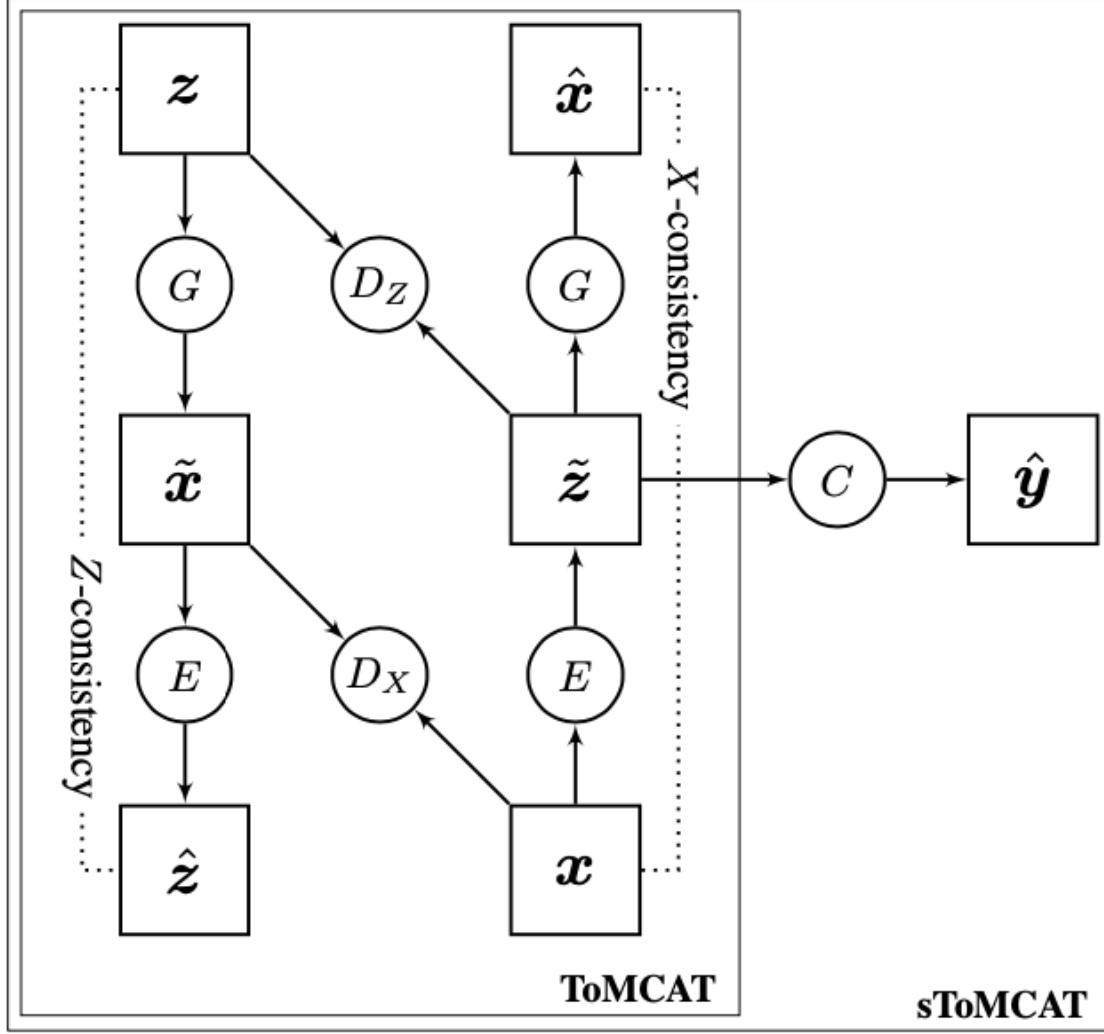 z
x̂
G
D_Z
G
X-consistency
x̃
z̃
C
ŷ
Z-consistency
E
D_X
E
ẑ
x
ToMCAT
sToMCAT